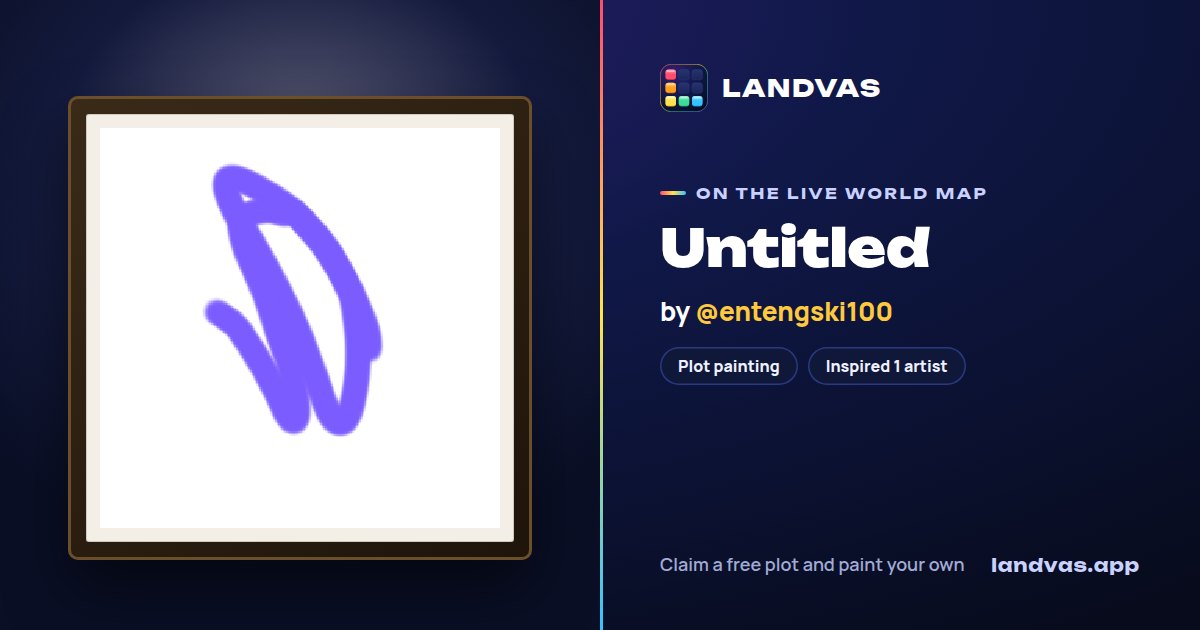 LANDVAS
ON THE LIVE WORLD MAP
Untitled
by @entengski100
Plot painting
Inspired 1 artist
Claim a free plot and paint your own
landvas.app